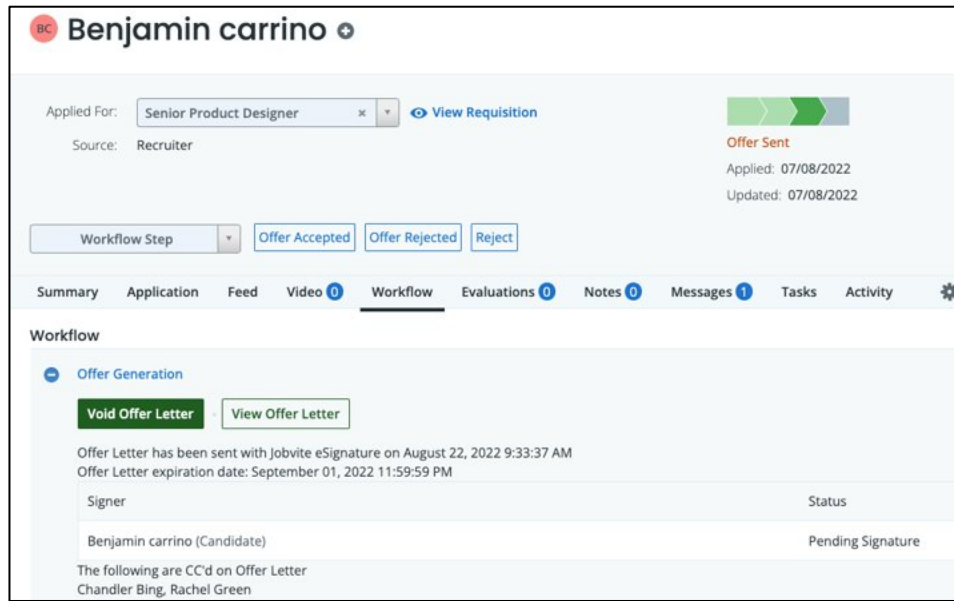 BC Benjamin carrino
Applied For: Senior Product Designer × View Requisition
Source: Recruiter
Offer Sent
Applied: 07/08/2022
Updated: 07/08/2022
Workflow Step Offer Accepted Offer Rejected Reject
Summary Application Feed Video 0 Workflow Evaluations 0 Notes 0 Messages 1 Tasks Activity
Workflow
Offer Generation
Void Offer Letter View Offer Letter
Offer Letter has been sent with Jobvite eSignature on August 22, 2022 9:33:37 AM
Offer Letter expiration date: September 01, 2022 11:59:59 PM
Signer Status
Benjamin carrino (Candidate) Pending Signature
The following are CC'd on Offer Letter
Chandler Bing, Rachel Green